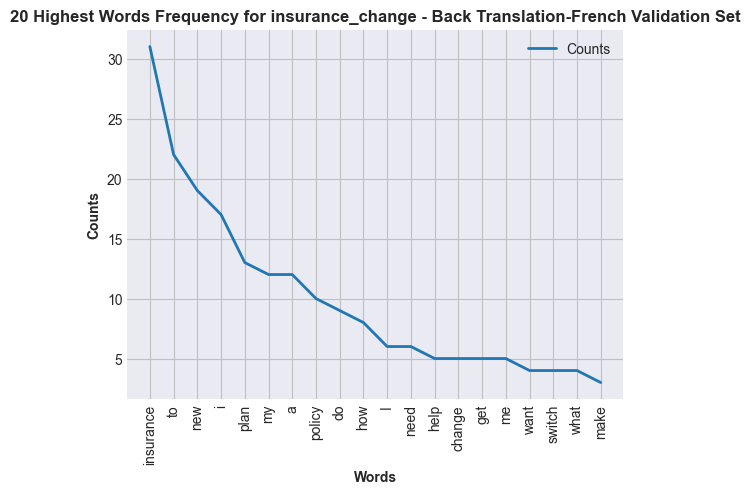 20 Highest Words Frequency for insurance_change - Back Translation-French Validation Set
Counts
30
25
20
15
10
5
Counts
insurance
to
new
i
plan
my
a
policy
do
how
I
need
help
change
get
me
want
switch
what
make
Words